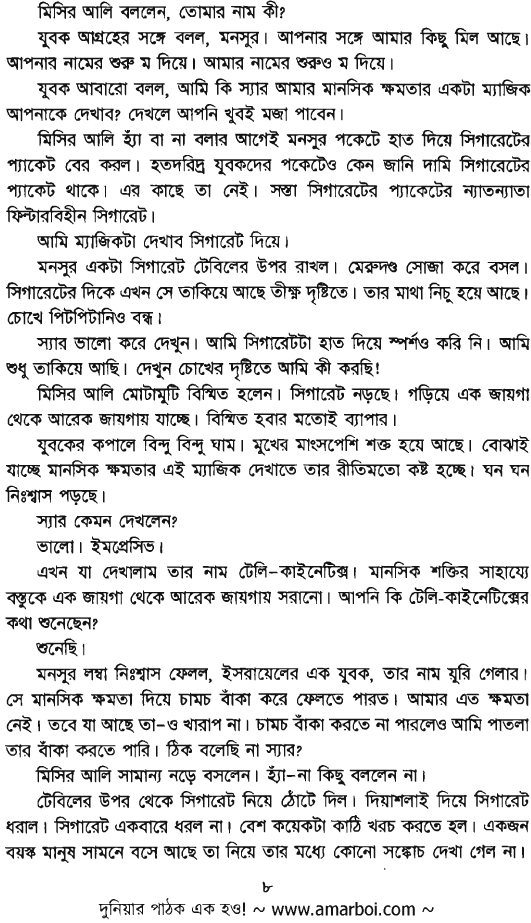 মিসির আলি বললেন, তোমার নাম কী?
যুবক আগ্রহের সঙ্গে বলল, মনসুর। আপনার সঙ্গে আমার কিছু মিল আছে।
আপনার নামের শুরু ম দিয়ে। আমার নামের শুরুও ম দিয়ে।
যুবক আবারো বলল, আমি কি স্যার আমার মানসিক ক্ষমতার একটা ম্যাজিক
আপনাকে দেখাব? দেখলে আপনি খুবই মজা পাবেন।
মিসির আলি হ্যাঁ বা না বলার আগেই মনসুর পকেটে হাত দিয়ে সিগারেটের
প্যাকেট বের করল। হতদরিদ্র যুবকদের পকেটেও কেন জানি দামি সিগারেটের
প্যাকেট থাকে। এর কাছে তা নেই। সস্তা সিগারেটের প্যাকেটের ন্যাতন্যাতা
ফিল্টারবিহীন সিগারেট।
আমি ম্যাজিকটা দেখাব সিগারেট দিয়ে।
মনসুর একটা সিগারেট টেবিলের উপর রাখল। মেরুদণ্ড সোজা করে বসল।
সিগারেটের দিকে এখন সে তাকিয়ে আছে তীক্ষ্ণ দৃষ্টিতে। তার মাথা নিচু হয়ে আছে।
চোখে পিটপিটানিও বন্ধ।
স্যার ভালো করে দেখুন। আমি সিগারেটটা হাত দিয়ে স্পর্শও করি নি। আমি
শুধু তাকিয়ে আছি। দেখুন চোখের দৃষ্টিতে আমি কী করছি!
মিসির আলি মোটামুটি বিস্মিত হলেন। সিগারেট নড়ছে। গড়িয়ে এক জায়গা
থেকে আরেক জায়গায় যাচ্ছে। বিস্মিত হবার মতোই ব্যাপার।
যুবকের কপালে বিন্দু বিন্দু ঘাম। মুখের মাংসপেশি শক্ত হয়ে আছে। বোঝাই
যাচ্ছে মানসিক ক্ষমতার এই ম্যাজিক দেখাতে তার রীতিমতো কষ্ট হচ্ছে। ঘন ঘন
নিঃশ্বাস পড়ছে।
স্যার কেমন দেখলেন?
ভালো। ইমপ্রেসিভ।
এখন যা দেখালাম তার নাম টেলি-কাইনেটিক্স। মানসিক শক্তির সাহায্যে
বস্তুকে এক জায়গা থেকে আরেক জায়গায় সরানো। আপনি কি টেলি-কাইনেটিক্সের
কথা শুনেছেন?
শুনেছি।
মনসুর লম্বা নিঃশ্বাস ফেলল, ইসরায়েলের এক যুবক, তার নাম য়ূরি গেলার।
সে মানসিক ক্ষমতা দিয়ে চামচ বাঁকা করে ফেলতে পারত। আমার এত ক্ষমতা
নেই। তবে যা আছে তা-ও খারাপ না। চামচ বাঁকা করতে না পারলেও আমি পাতলা
তার বাঁকা করতে পারি। ঠিক বলেছি না স্যার?
মিসির আলি সামান্য নড়ে বসলেন। হ্যাঁ-না কিছু বললেন না।
টেবিলের উপর থেকে সিগারেট নিয়ে ঠোঁটে দিল। দিয়াশলাই দিয়ে সিগারেট
ধরাল। সিগারেট একবারে ধরল না। বেশ কয়েকটা কাঠি খরচ করতে হল। একজন
বয়স্ক মানুষ সামনে বসে আছে তা নিয়ে তার মধ্যে কোনো সঙ্কোচ দেখা গেল না।
৮
দুনিয়ার পাঠক এক হও! ~ www.amarboi.com ~